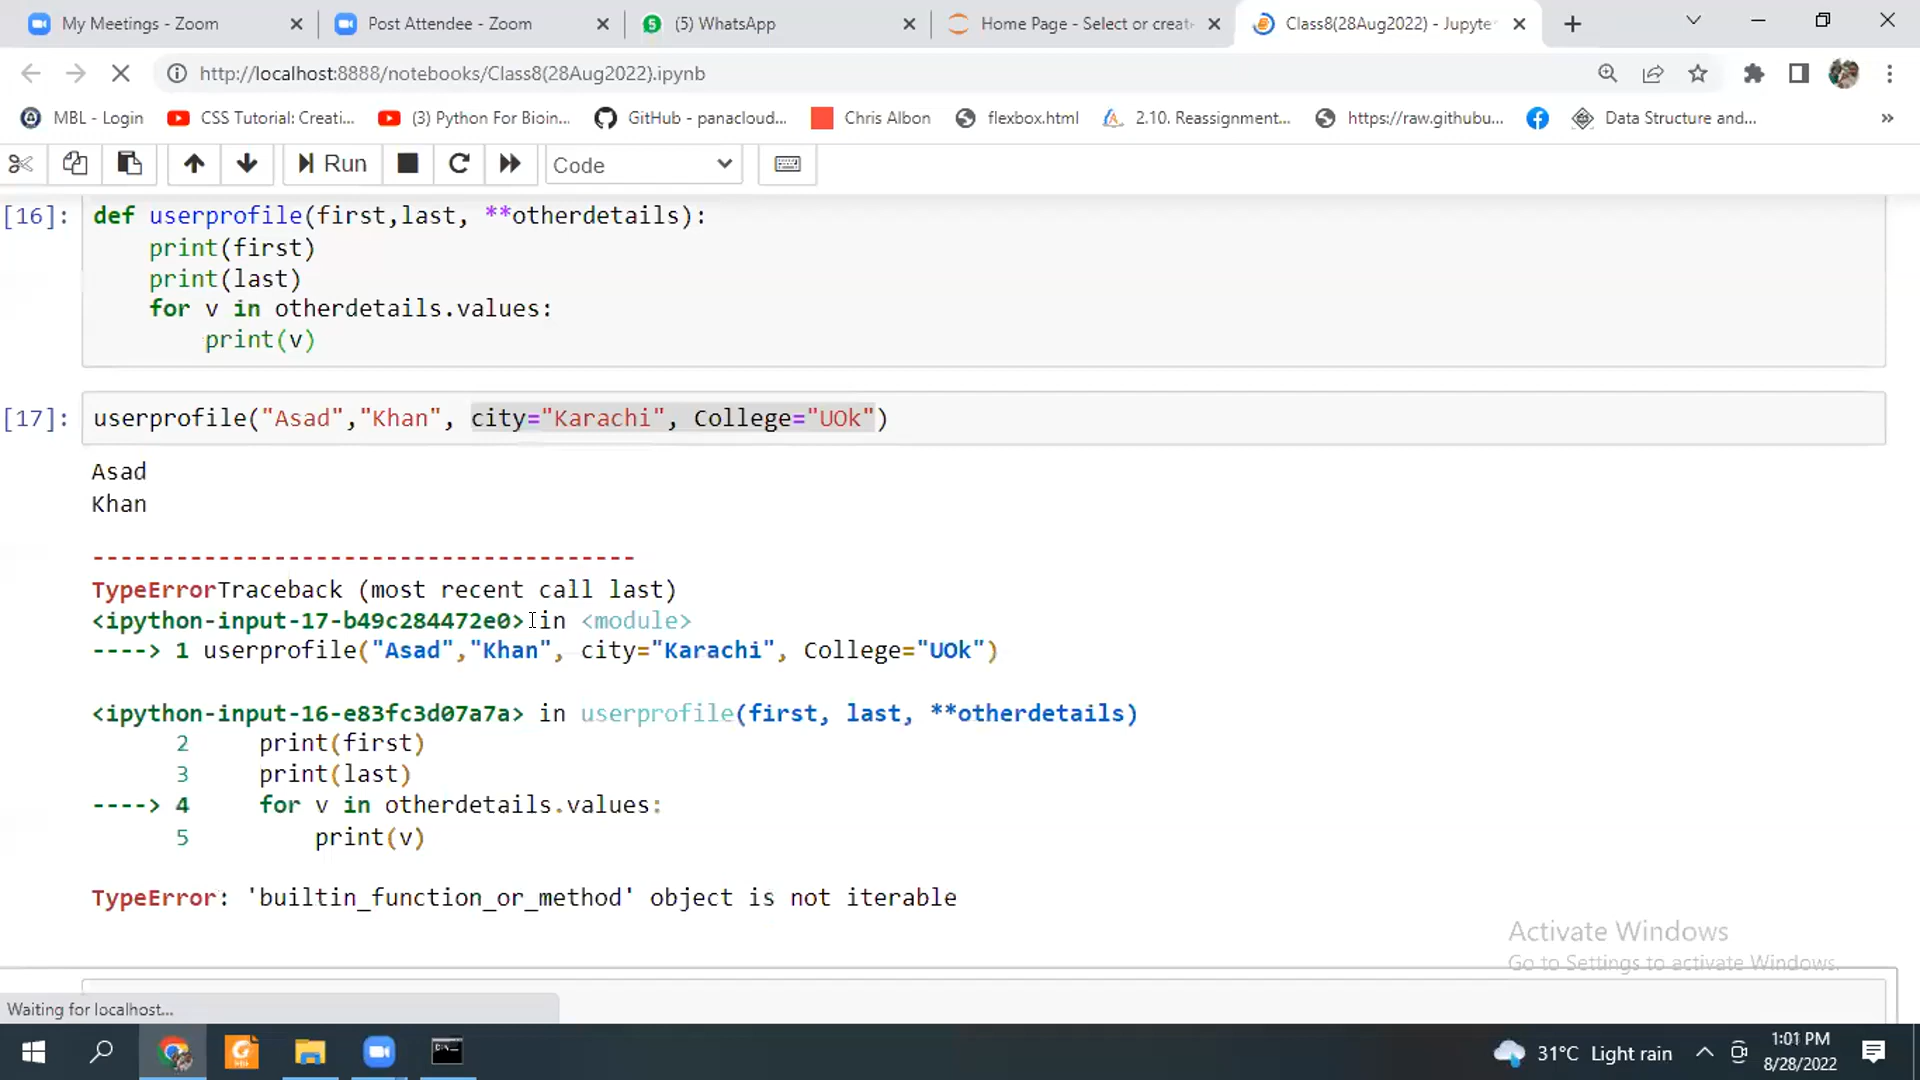 My Meetings - Zoom
Post Attendee - Zoom
(5) WhatsApp
Home Page - Select or creat
Class8(28Aug2022) - Jupyte
http://localhost:8888/notebooks/Class8(28Aug2022).ipynb
MBL - Login
CSS Tutorial: Creati...
(3) Python For Bioin...
GitHub - panacloud...
Chris Albon
flexbox.html
2.10. Reassignment...
https://raw.githubu...
Data Structure and...
»
Run
Code
[16]: def userprofile(first,last, **otherdetails):
print(first)
print(last)
for v in otherdetails.values:
print(v)
[17]: userprofile("Asad","Khan", city="Karachi", College="UOk")
Asad
Khan
---------------------------------------
TypeErrorTraceback (most recent call last)
<ipython-input-17-b49c284472e0> in <module>
----> 1 userprofile("Asad","Khan", city="Karachi", College="UOk")
<ipython-input-16-e83fc3d07a7a> in userprofile(first, last, **otherdetails)
2 print(first)
3 print(last)
----> 4 for v in otherdetails.values:
5 print(v)
TypeError: 'builtin_function_or_method' object is not iterable
Activate Windows
Go to Settings to activate Windows.
Waiting for localhost...
31°C Light rain
1:01 PM
8/28/2022